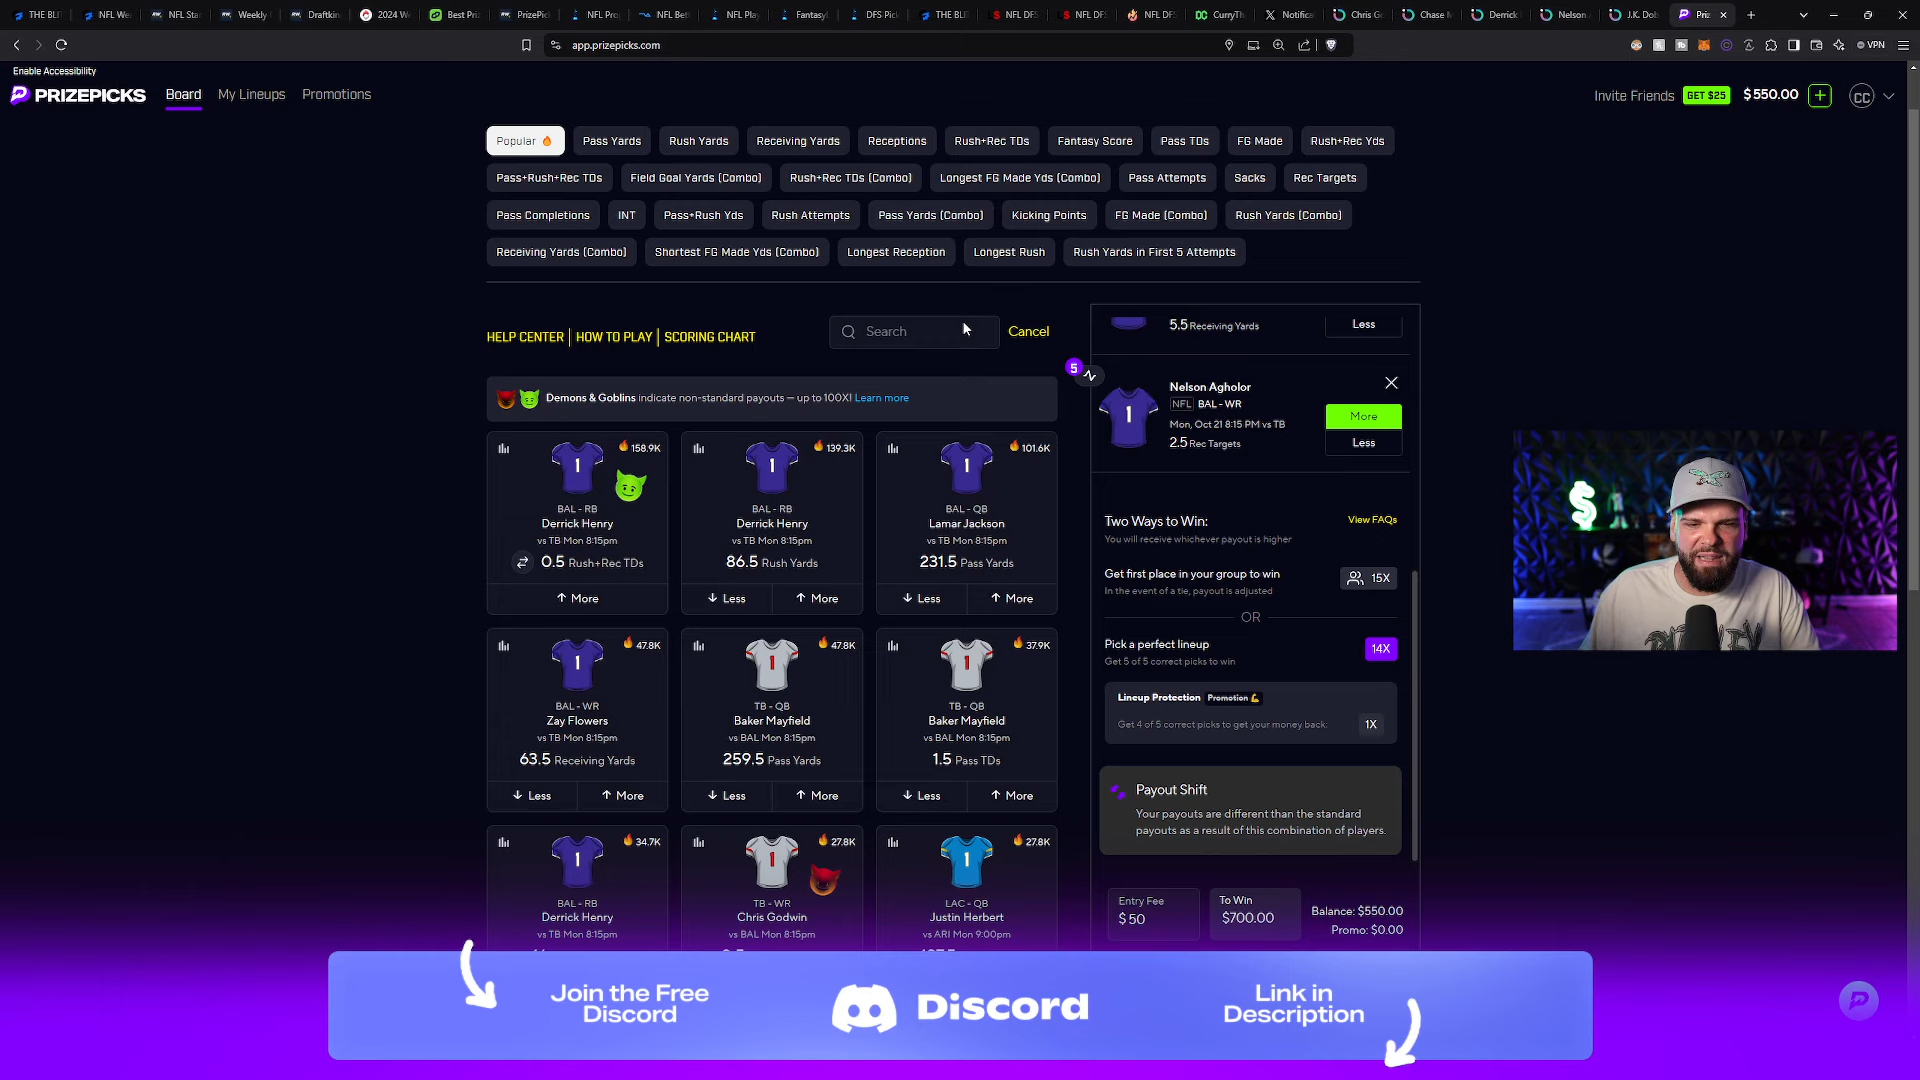 THE BLIT
NFL Wea
NFL Stat
Weekly
Draftkin
2024 W
Best Priz
PrizePick
NFL Pro
NFL Bett
NFL Play
Fantasyl
DFS Pick
THE BLIT
NFL DFS
NFL DFS
NFL DFS
CurryTh
Notifica
Chris Go
Chase M
Derrick
Nelson
J.K. Dob
Priz
app.prizepicks.com
VPN
Enable Accessibility
PRIZEPICKS
Board
My Lineups
Promotions
Invite Friends
GET $25
$550.00
CC
Popular
Pass Yards
Rush Yards
Receiving Yards
Receptions
Rush+Rec TDs
Fantasy Score
Pass TDs
FG Made
Rush+Rec Yds
Pass+Rush+Rec TDs
Field Goal Yards (Combo)
Rush+Rec TDs (Combo)
Longest FG Made Yds (Combo)
Pass Attempts
Sacks
Rec Targets
Pass Completions
INT
Pass+Rush Yds
Rush Attempts
Pass Yards (Combo)
Kicking Points
FG Made (Combo)
Rush Yards (Combo)
Receiving Yards (Combo)
Shortest FG Made Yds (Combo)
Longest Reception
Longest Rush
Rush Yards in First 5 Attempts
HELP CENTER | HOW TO PLAY | SCORING CHART
Search
Cancel
Demons & Goblins indicate non-standard payouts — up to 100X! Learn more
158.9K
1
BAL - RB
Derrick Henry
vs TB Mon 8:15pm
0.5 Rush+Rec TDs
More
139.3K
1
BAL - RB
Derrick Henry
vs TB Mon 8:15pm
86.5 Rush Yards
Less
More
101.6K
1
BAL - QB
Lamar Jackson
vs TB Mon 8:15pm
231.5 Pass Yards
Less
More
47.8K
1
BAL - WR
Zay Flowers
vs TB Mon 8:15pm
63.5 Receiving Yards
Less
More
47.8K
1
TB - QB
Baker Mayfield
vs BAL Mon 8:15pm
259.5 Pass Yards
Less
More
37.9K
1
TB - QB
Baker Mayfield
vs BAL Mon 8:15pm
1.5 Pass TDs
Less
More
34.7K
1
BAL - RB
Derrick Henry
vs TB Mon 8:15pm
27.8K
1
TB - WR
Chris Godwin
vs BAL Mon 8:15pm
27.8K
1
LAC - QB
Justin Herbert
vs ARI Mon 9:00pm
5.5 Receiving Yards
Less
5
1
Nelson Agholor
NFL BAL - WR
Mon, Oct 21 8:15 PM vs TB
2.5 Rec Targets
More
Less
Two Ways to Win:
View FAQs
You will receive whichever payout is higher
Get first place in your group to win
15X
In the event of a tie, payout is adjusted
OR
Pick a perfect lineup
14X
Get 5 of 5 correct picks to win
Lineup Protection Promotion
Get 4 of 5 correct picks to get your money back:
1X
Payout Shift
Your payouts are different than the standard
payouts as a result of this combination of players.
Entry Fee
$50
To Win
$700.00
Balance: $550.00
Promo: $0.00
Join the Free
Discord
Discord
Link in
Description